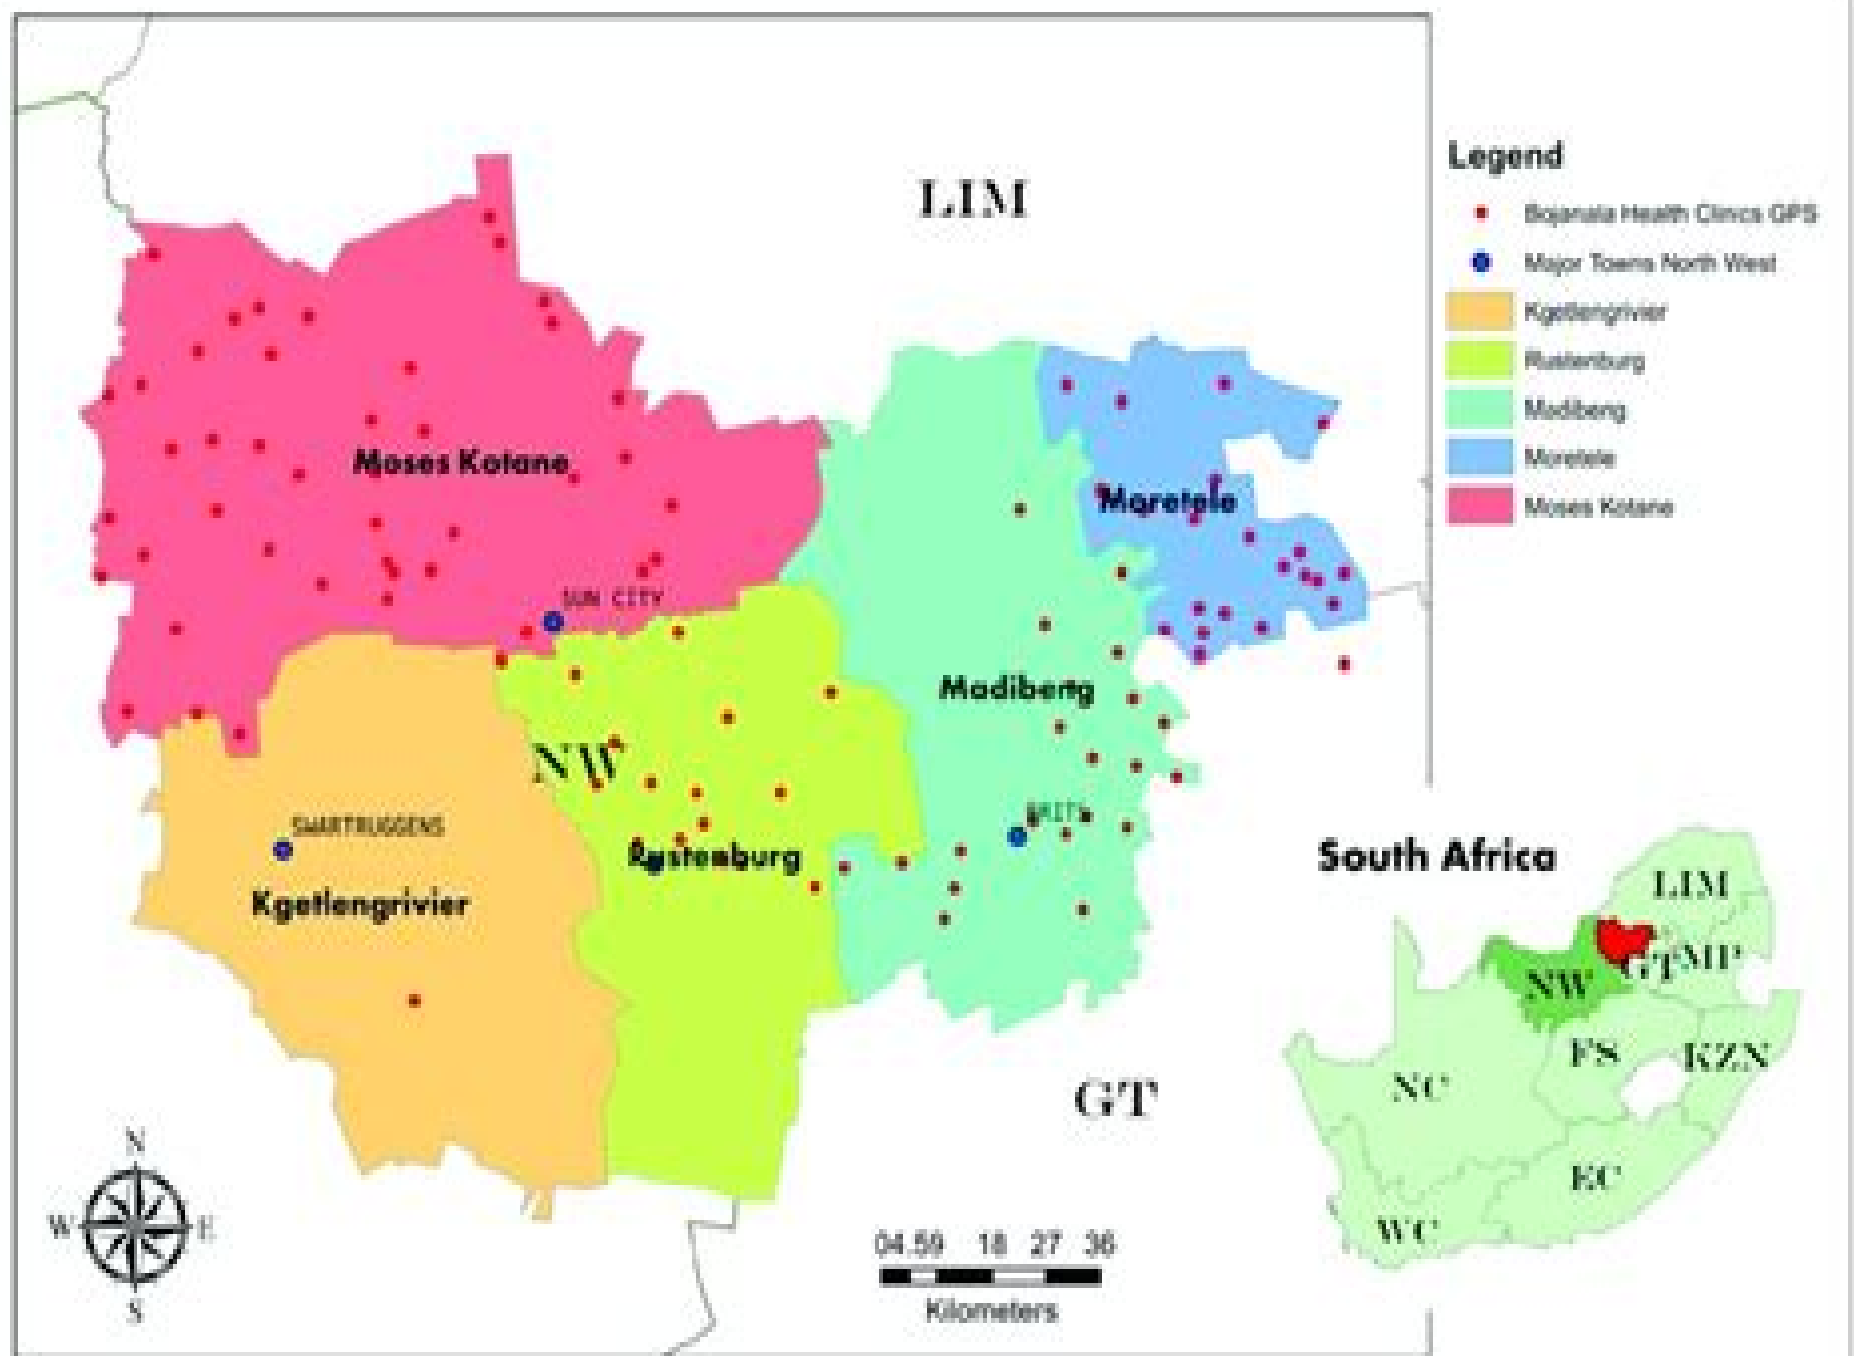 LIM
Legend
Bojanala Health Clinics GPS
Major Towns North West
Kgetlengrivier
Rustenburg
Madibeng
Moretele
Moses Kotane
Moses Kotane
Moretele
SUN CITY
Madibeng
NW
SWARTRUGGENS
BRITS
Rustenburg
Kgetlengrivier
South Africa
LIM
NW
GT
MP
FS
KZN
NC
EC
WC
GT
N
W
E
S
04.59 18 27 36
Kilometers